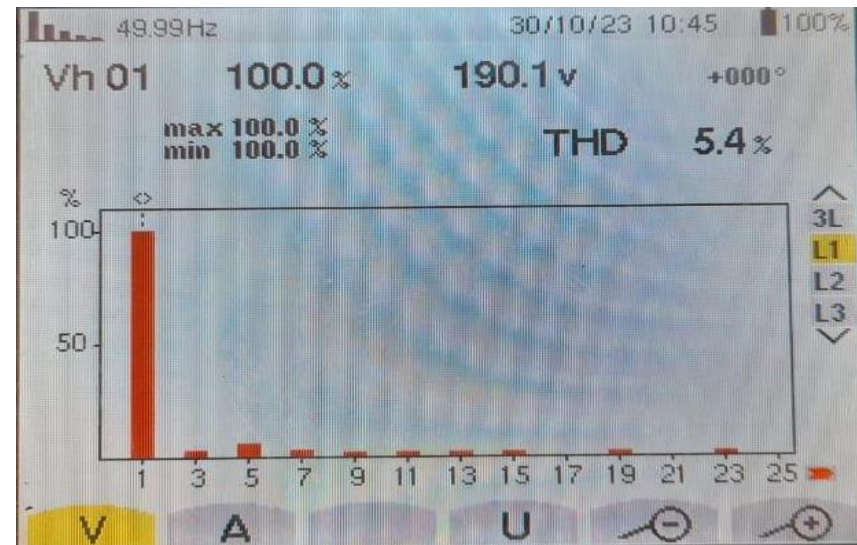 49.99Hz 30/10/23 10:45 100%
Vh 01 100.0 % 190.1 v +000°
max 100.0 %
min 100.0 %
THD 5.4 %
%
100
50
1 3 5 7 9 11 13 15 17 19 21 23 25
3L
L1
L2
L3
V A U